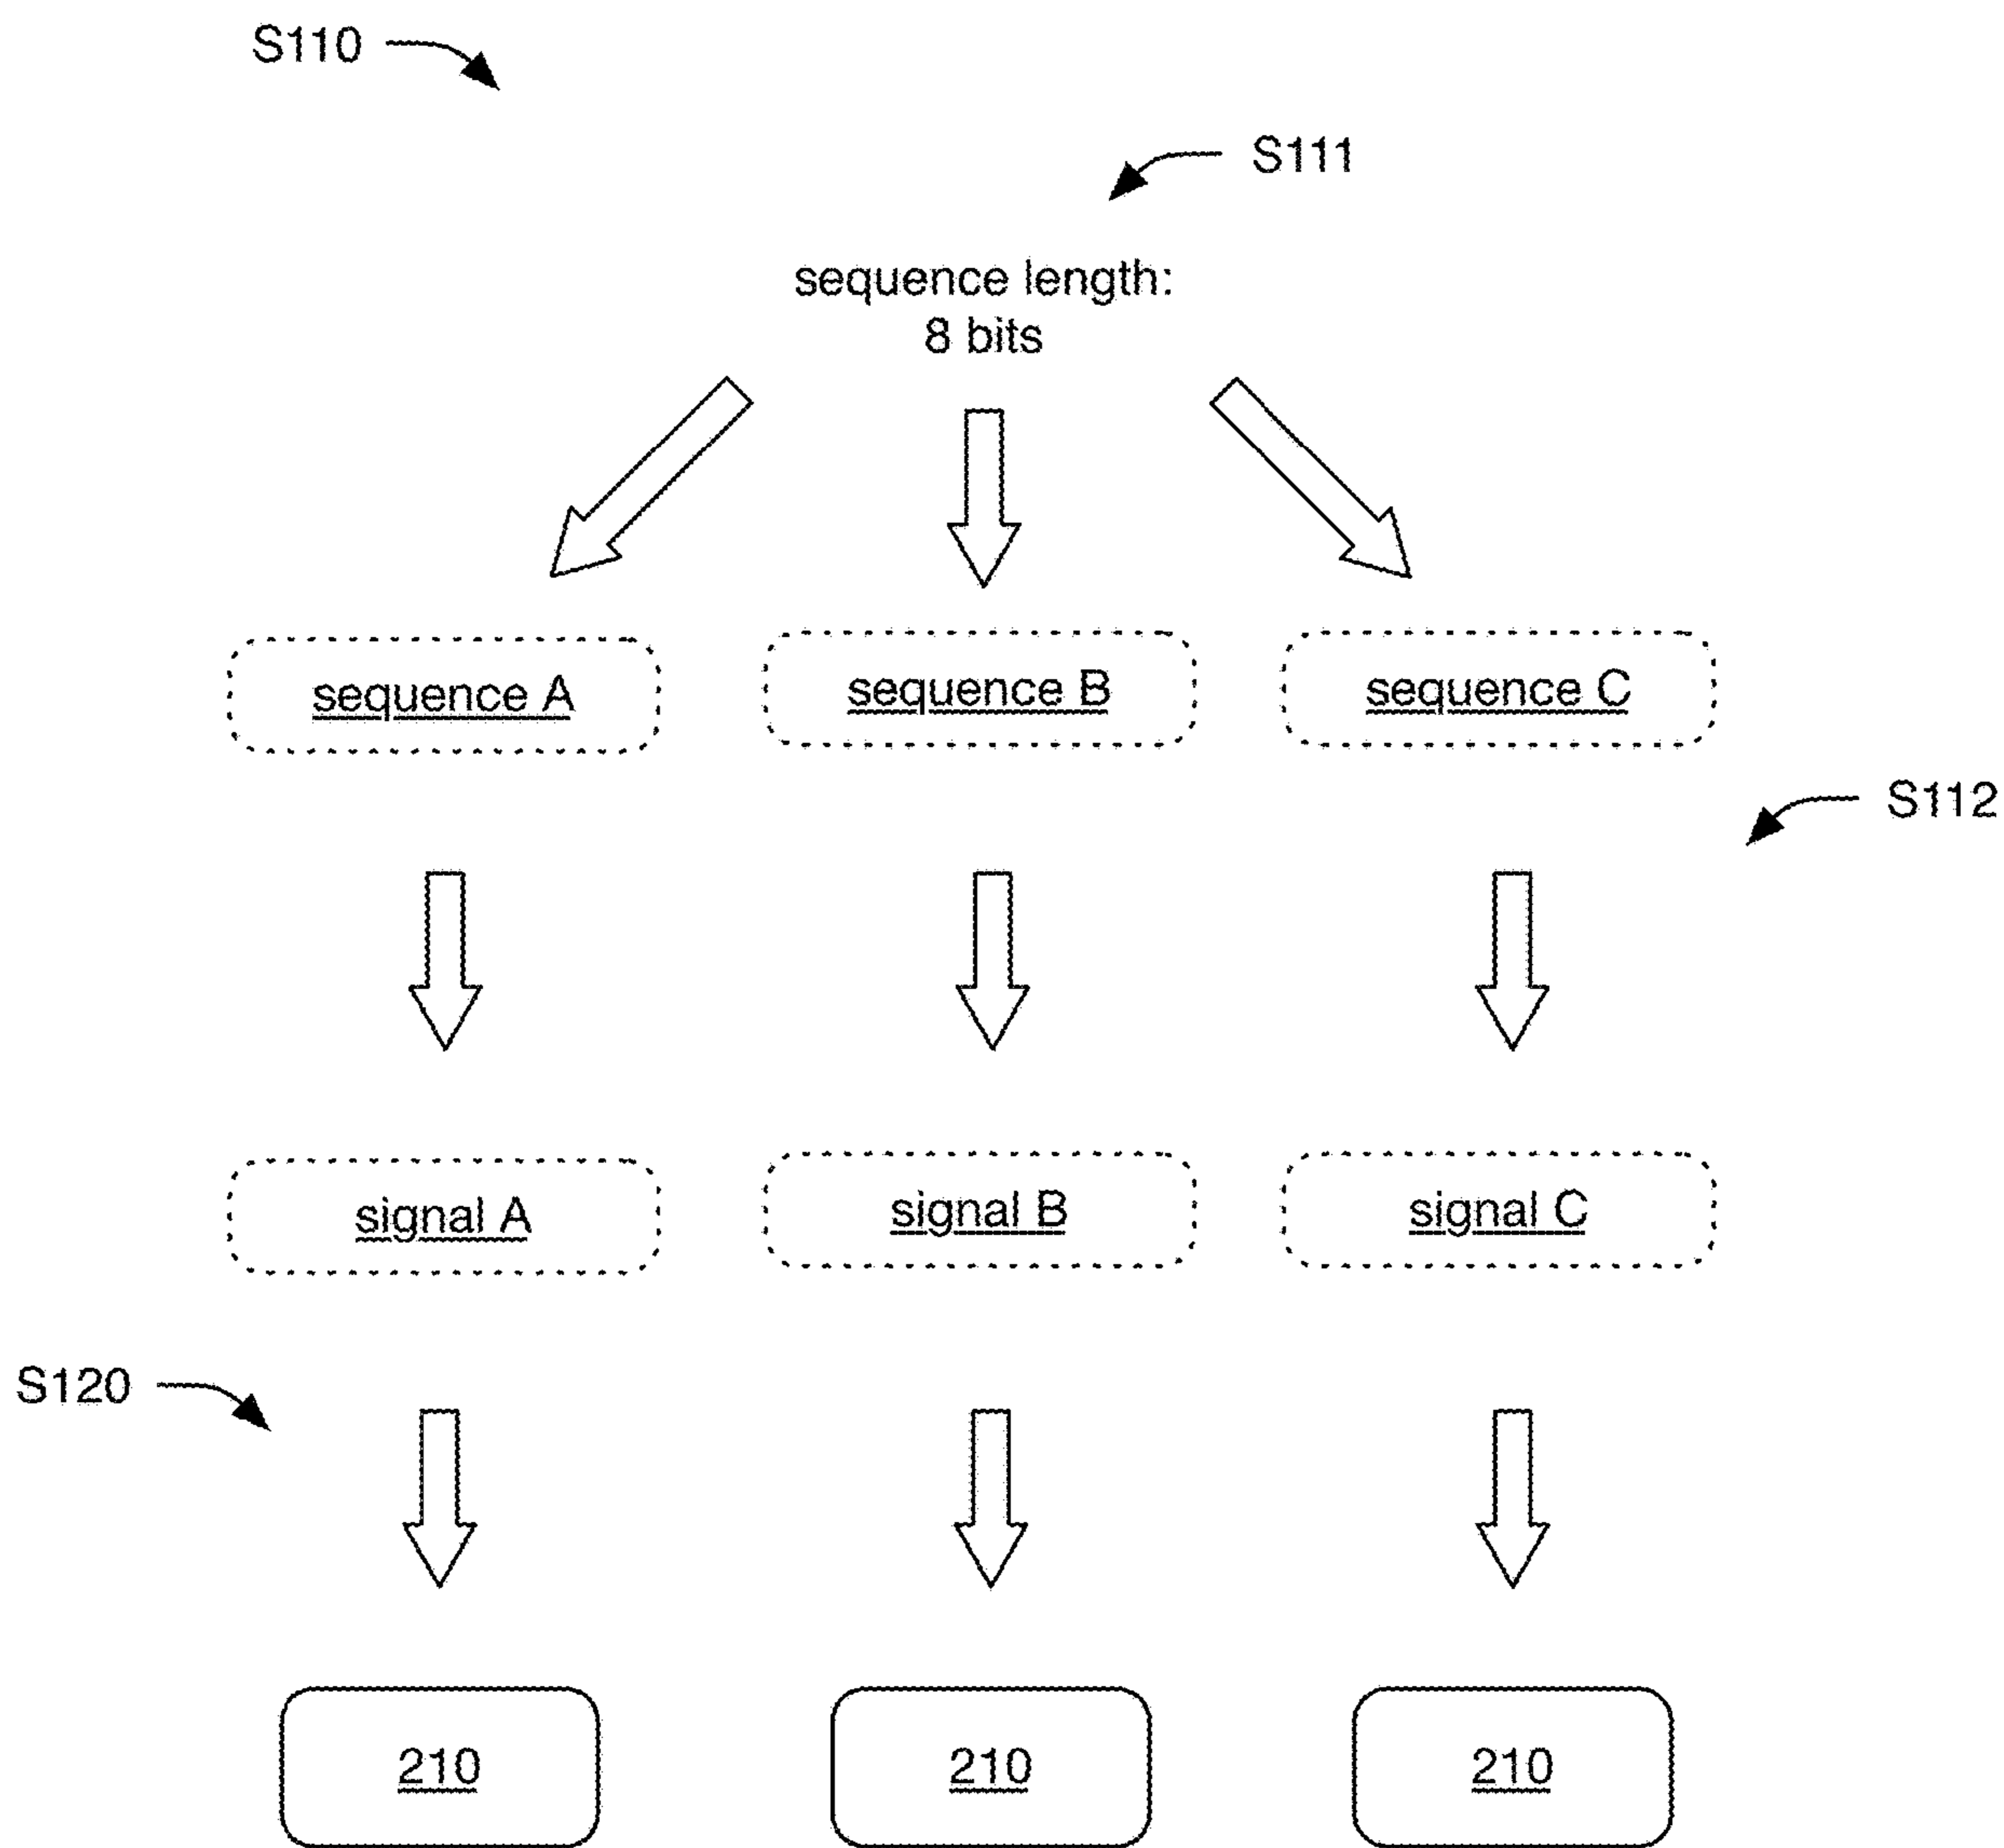 S110
S111
sequence length:
8 bits
sequence A
sequence B
sequence C
S112
signal A
signal B
signal C
S120
210
210
210